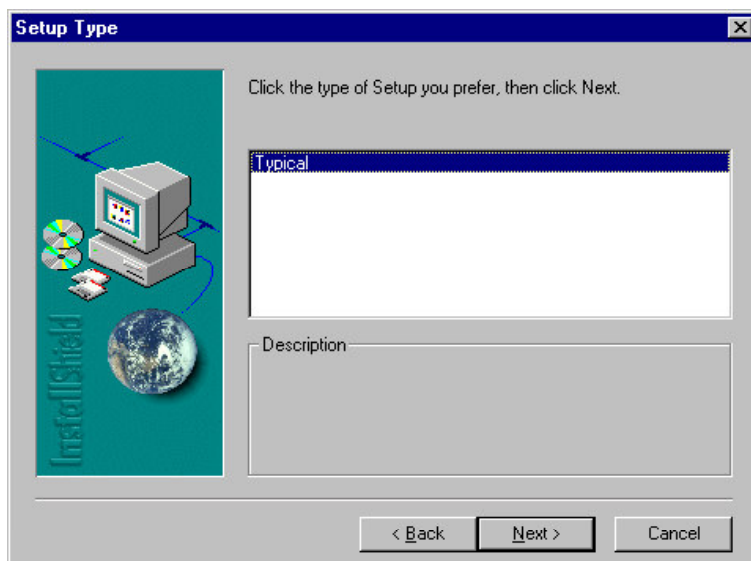 Setup Type
Click the type of Setup you prefer, then click Next.
Typical
Description
InstallShield
< Back
Next >
Cancel